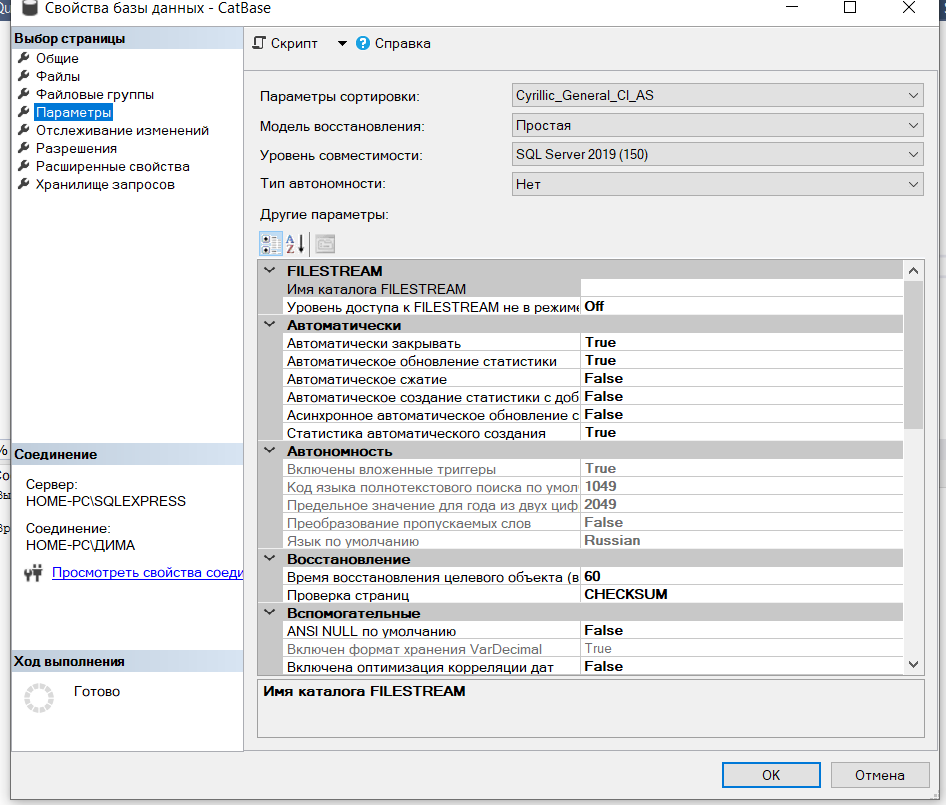 Свойства базы данных - CatBase
Выбор страницы
Общие
Файлы
Файловые группы
Параметры
Отслеживание изменений
Разрешения
Расширенные свойства
Хранилище запросов
Соединение
Сервер:
HOME-PC\SQLEXPRESS
Соединение:
HOME-PC\ДИМА
Просмотреть свойства соеди
Ход выполнения
Готово
Скрипт Справка
Параметры сортировки: Cyrillic_General_CI_AS
Модель восстановления: Простая
Уровень совместимости: SQL Server 2019 (150)
Тип автономности: Нет
Другие параметры:
FILESTREAM
Имя каталога FILESTREAM
Уровень доступа к FILESTREAM не в режиме Off
Автоматически
Автоматически закрывать True
Автоматическое обновление статистики True
Автоматическое сжатие False
Автоматическое создание статистики с доб False
Асинхронное автоматическое обновление с False
Статистика автоматического создания True
Автономность
Включены вложенные триггеры True
Код языка полнотекстового поиска по умол 1049
Предельное значение для года из двух циф 2049
Преобразование пропускаемых слов False
Язык по умолчанию Russian
Восстановление
Время восстановления целевого объекта (в 60
Проверка страниц CHECKSUM
Вспомогательные
ANSI NULL по умолчанию False
Включен формат хранения VarDecimal True
Включена оптимизация корреляции дат False
Имя каталога FILESTREAM
OK Отмена